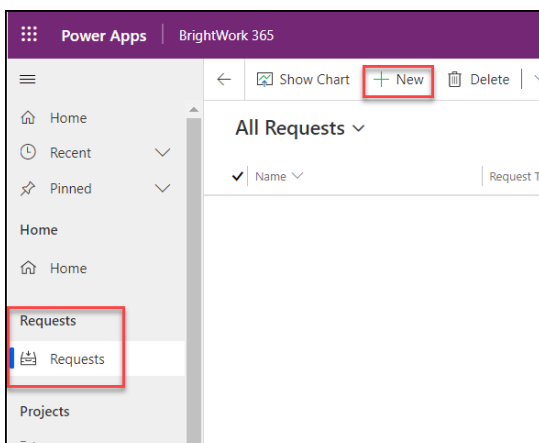 Power Apps BrightWork 365
Show Chart New Delete
Home
Recent
Pinned
Home
Home
Requests
Requests
Projects
All Requests
Name Request T